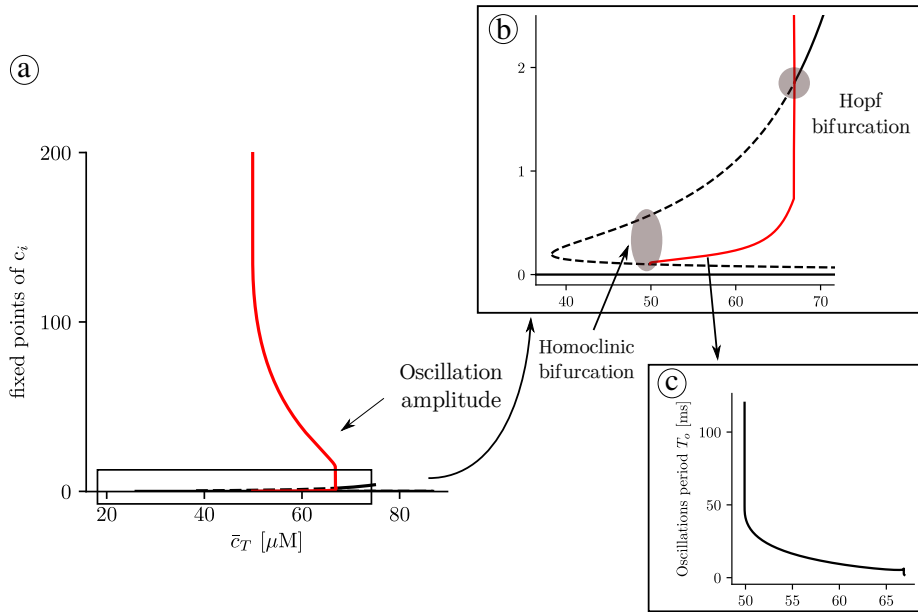 a
200
100
0
fixed points of c_i
20
40
60
80
c̄_T [μM]
Oscillation
amplitude
b
2
1
0
40
50
60
70
Hopf
bifurcation
Homoclinic
bifurcation
c
100
50
0
Oscillations period T_o [ms]
50
55
60
65